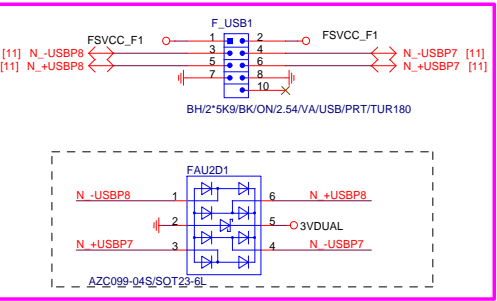 F_USB1
FSVCC_F1 1 2 FSVCC_F1
[11] N_-USBP8 3 4 N_-USBP7 [11]
[11] N_+USBP8 5 6 N_+USBP7 [11]
7 8
10
BH/2*5K9/BK/ON/2.54/VA/USB/PRT/TUR180
FAU2D1
N_-USBP8 1 6 N_+USBP8
2 5 3VDUAL
N_+USBP7 3 4 N_-USBP7
AZC099-04S/SOT23-6L